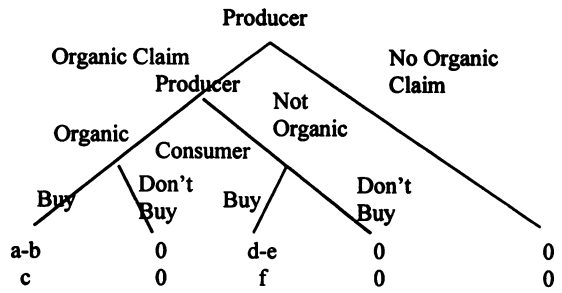 Producer
Organic Claim
No Organic
Claim
Producer
Not
Organic
Organic
Consumer
Buy
Don't
Buy
Buy
Don't
Buy
a-b 0 d-e 0 0
c 0 f 0 0